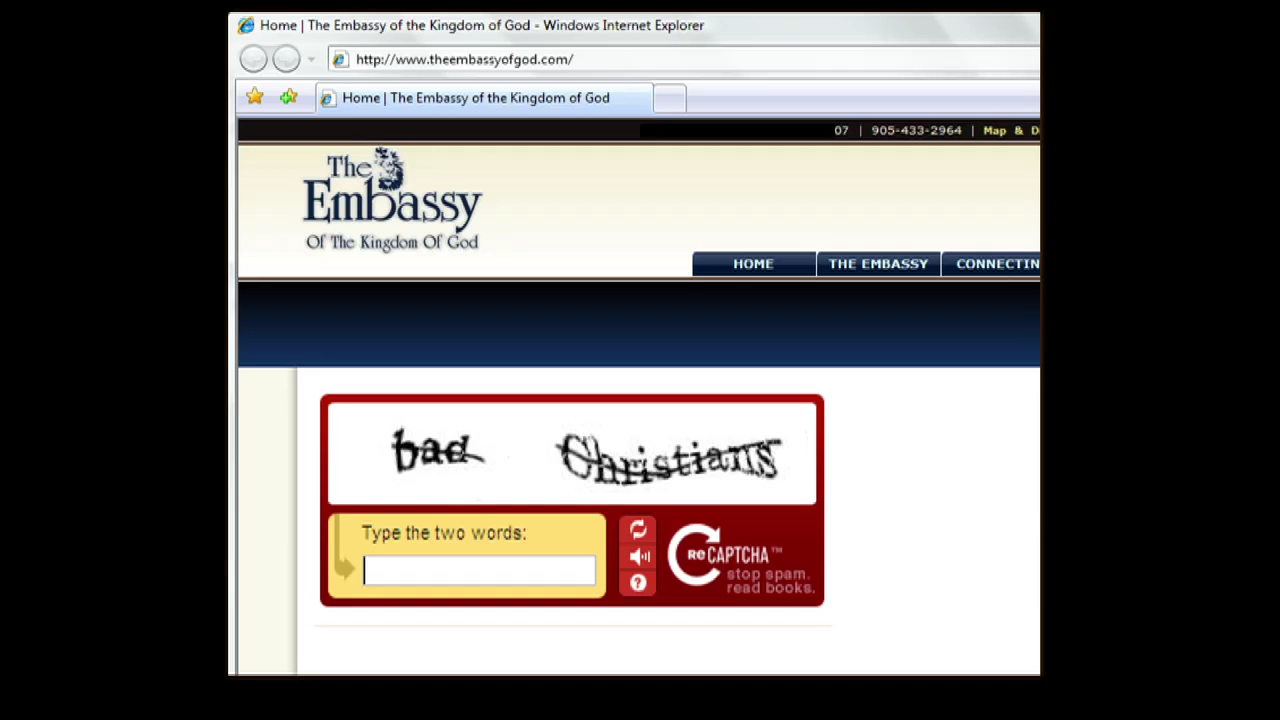 Home | The Embassy of the Kingdom of God - Windows Internet Explorer
http://www.theembassyofgod.com/
Home | The Embassy of the Kingdom of God
07 | 905-433-2964 | Map & D
The
Embassy
Of The Kingdom Of God
HOME THE EMBASSY CONNECTIN
bad Christians
Type the two words:
ReCAPTCHA™
stop spam.
read books.